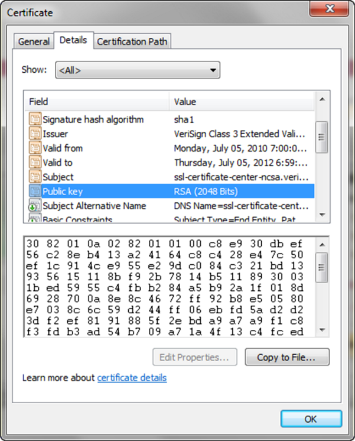 Certificate
General Details Certification Path
Show: <All>
Field Value
Signature hash algorithm sha1
Issuer VeriSign Class 3 Extended Vali...
Valid from Monday, July 05, 2010 7:00:0...
Valid to Thursday, July 05, 2012 6:59:...
Subject ssl-certificate-center-ncsa.veri...
Public key RSA (2048 Bits)
Subject Alternative Name DNS Name=ssl-certificate-cent...
Basic Constraints Subject Type=End Entity, Pat
30 82 01 0a 02 82 01 01 00 c8 e9 30 db ef
56 c2 8e b4 13 a2 41 64 c8 c4 28 e4 7c 50
ef 1c 91 4c e9 55 e2 9d c0 84 c3 21 bd 13
93 56 15 11 8b f9 2b 78 14 b5 11 89 30 03
1b ed 59 55 c4 fb b2 84 a5 b9 2a 1f 01 8d
69 28 70 0a 8e 8c 46 72 ff 92 b8 e5 05 80
e7 03 8c 6c 59 d2 44 ff 06 eb fd 5a d2 d2
3d f2 ef 81 91 88 5f 2e bd a9 a7 a9 f1 c8
f3 fd b3 ad 54 b7 09 a7 1a 4f 13 c4 fc ed
Edit Properties... Copy to File...
Learn more about certificate details
OK